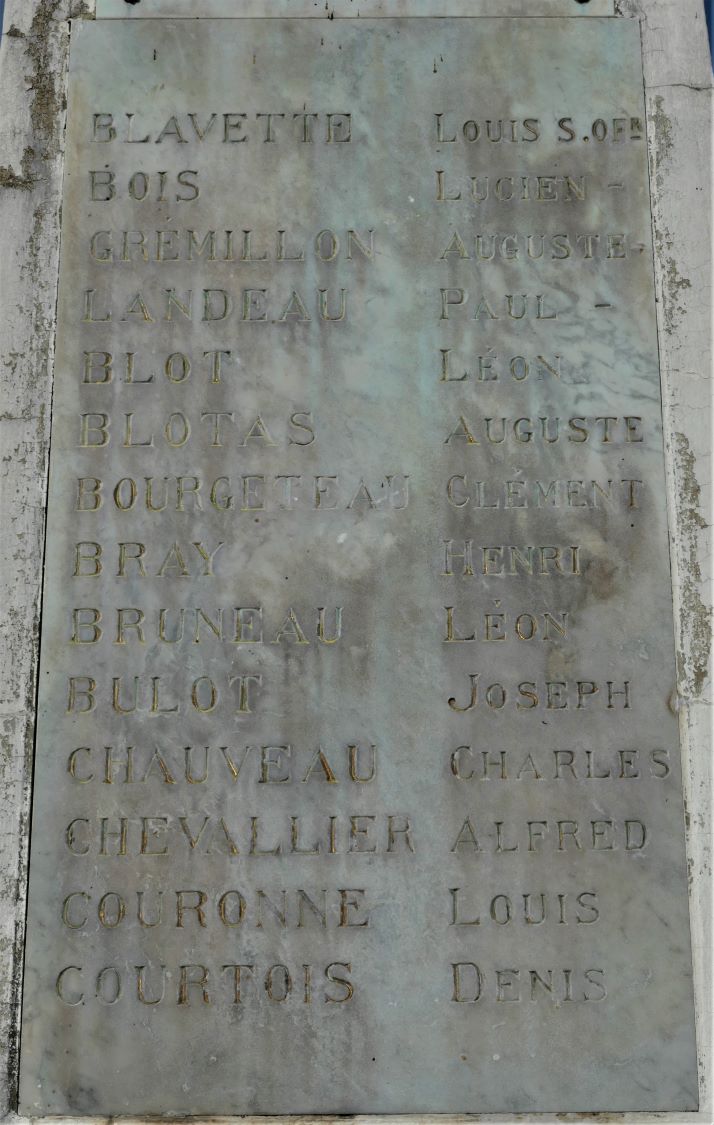 BLAVETTE LOUIS S.OFR
BOIS LUCIEN -
GRÉMILLON AUGUSTE -
LANDEAU PAUL -
BLOT LÉON
BLOTAS AUGUSTE
BOURGETEAU CLÉMENT
BRAY HENRI
BRUNEAU LÉON
BULOT JOSEPH
CHAUVEAU CHARLES
CHEVALLIER ALFRED
COURONNE LOUIS
COURTOIS DENIS